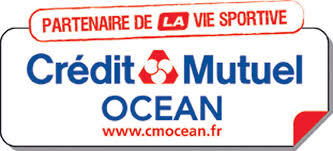 PARTENAIRE DE LA VIE SPORTIVE
Crédit Mutuel
OCEAN
www.cmocean.fr